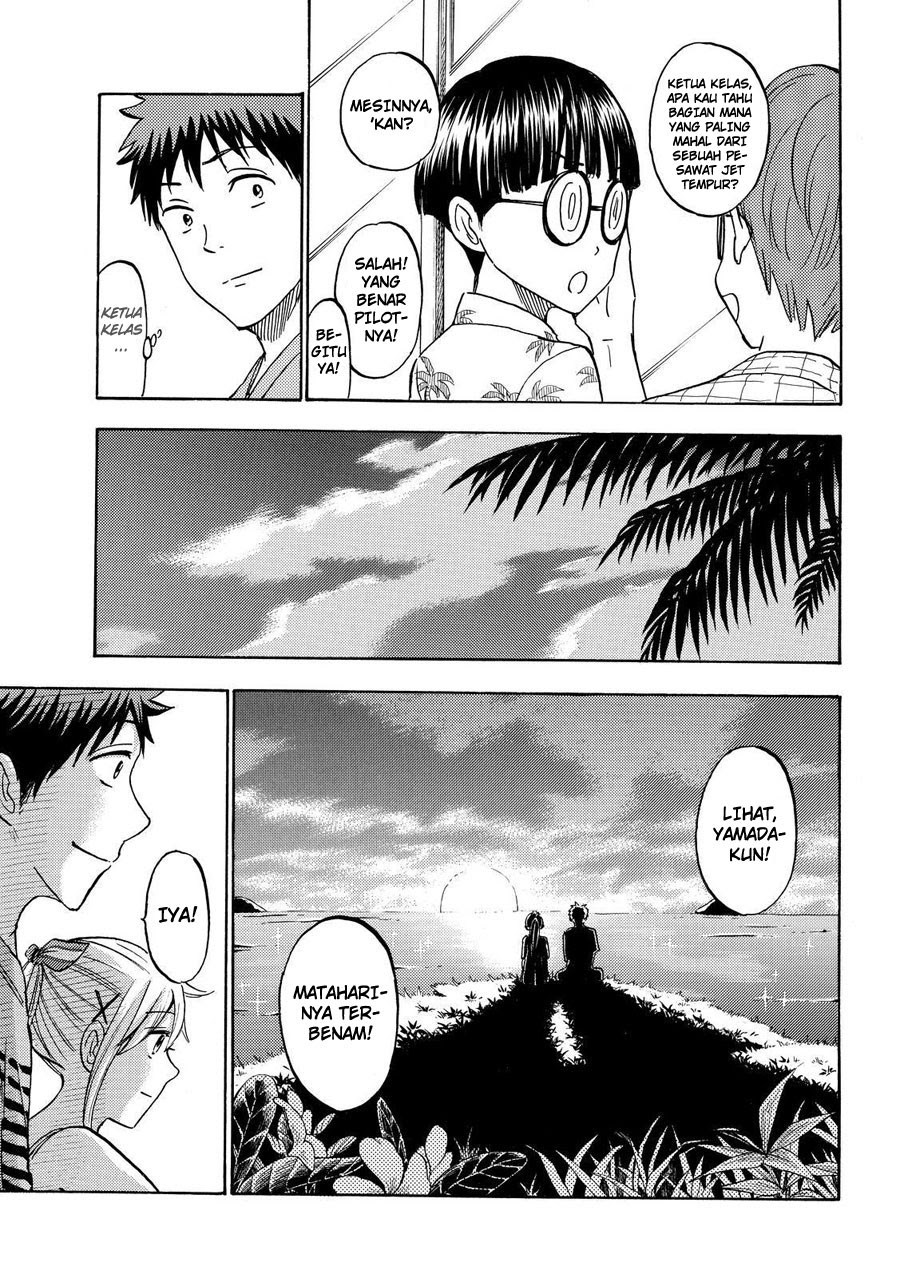 KETUA KELAS,
APA KAU TAHU
BAGIAN MANA
YANG PALING
MAHAL DARI
SEBUAH PE-
SAWAT JET
TEMPUR?
MESINNYA,
'KAN?
SALAH!
YANG
BENAR
PILOT-
NYA!
BE-
GITU
YA!
KETUA
KELAS
...
LIHAT,
YAMADA-
KUN!
MATAHARI-
NYA TER-
BENAM!
IYA!